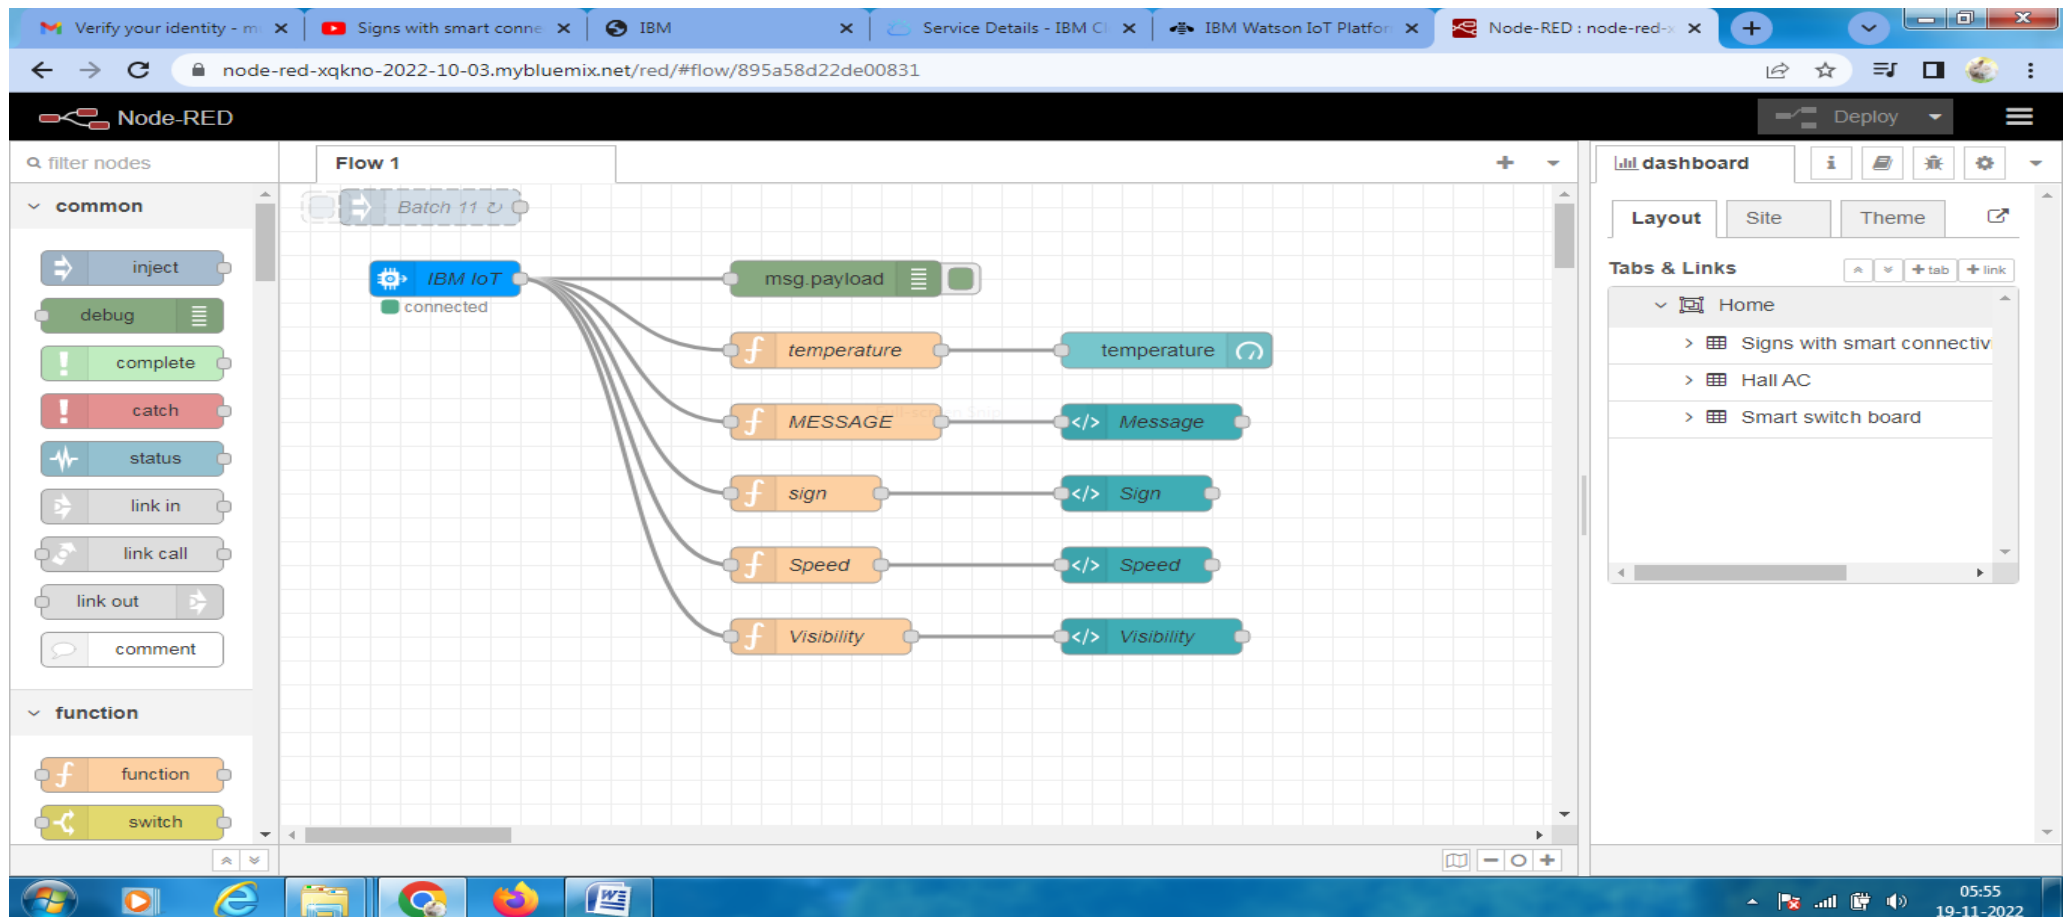 Verify your identity - m
Signs with smart conne
IBM
Service Details - IBM Cl
IBM Watson IoT Platfor
Node-RED : node-red-x
node-red-xqkno-2022-10-03.mybluemix.net/red/#flow/895a58d22de00831
Node-RED
Deploy
filter nodes
Flow 1
dashboard
common
Batch 11 ↻
Layout
Site
Theme
inject
IBM IoT
msg.payload
Tabs & Links
tab
link
connected
Home
debug
temperature
temperature
Signs with smart connectiv
complete
Hall AC
catch
MESSAGE
Full-screen Snip
Message
Smart switch board
status
sign
Sign
link in
link call
Speed
Speed
link out
Visibility
Visibility
comment
function
function
switch
05:55
19-11-2022